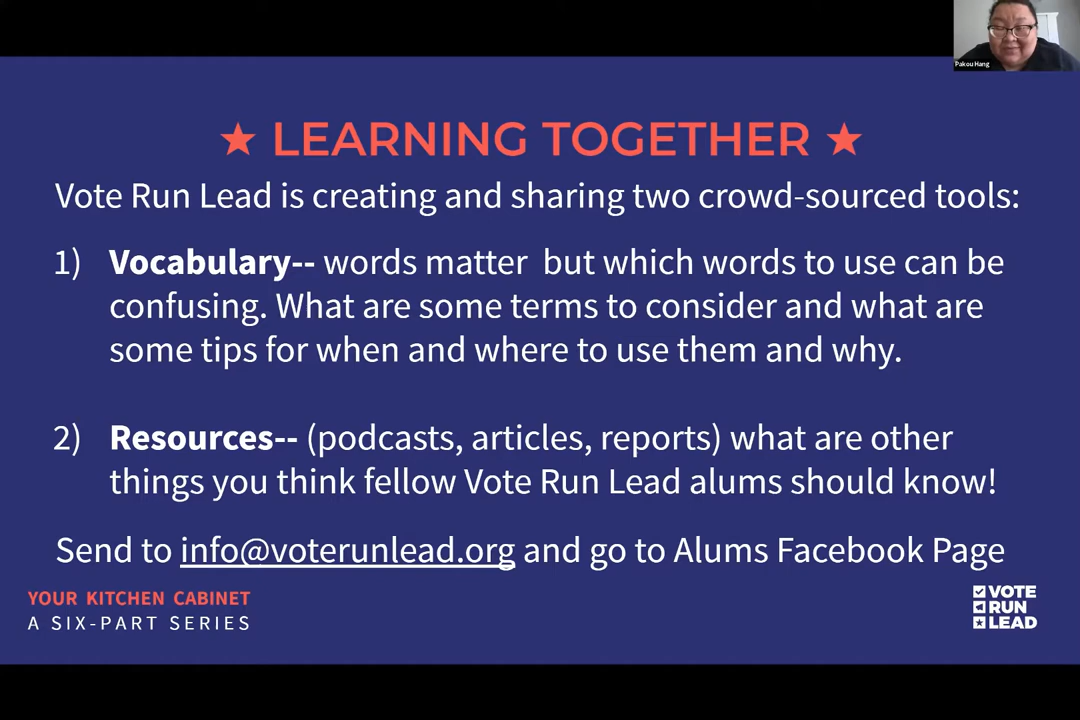 Pakou Hang
★ LEARNING TOGETHER ★
Vote Run Lead is creating and sharing two crowd-sourced tools:
1) Vocabulary-- words matter  but which words to use can be
confusing. What are some terms to consider and what are
some tips for when and where to use them and why.
2) Resources-- (podcasts, articles, reports) what are other
things you think fellow Vote Run Lead alums should know!
Send to info@voterunlead.org and go to Alums Facebook Page
YOUR KITCHEN CABINET
A SIX-PART SERIES
VOTE
RUN
LEAD